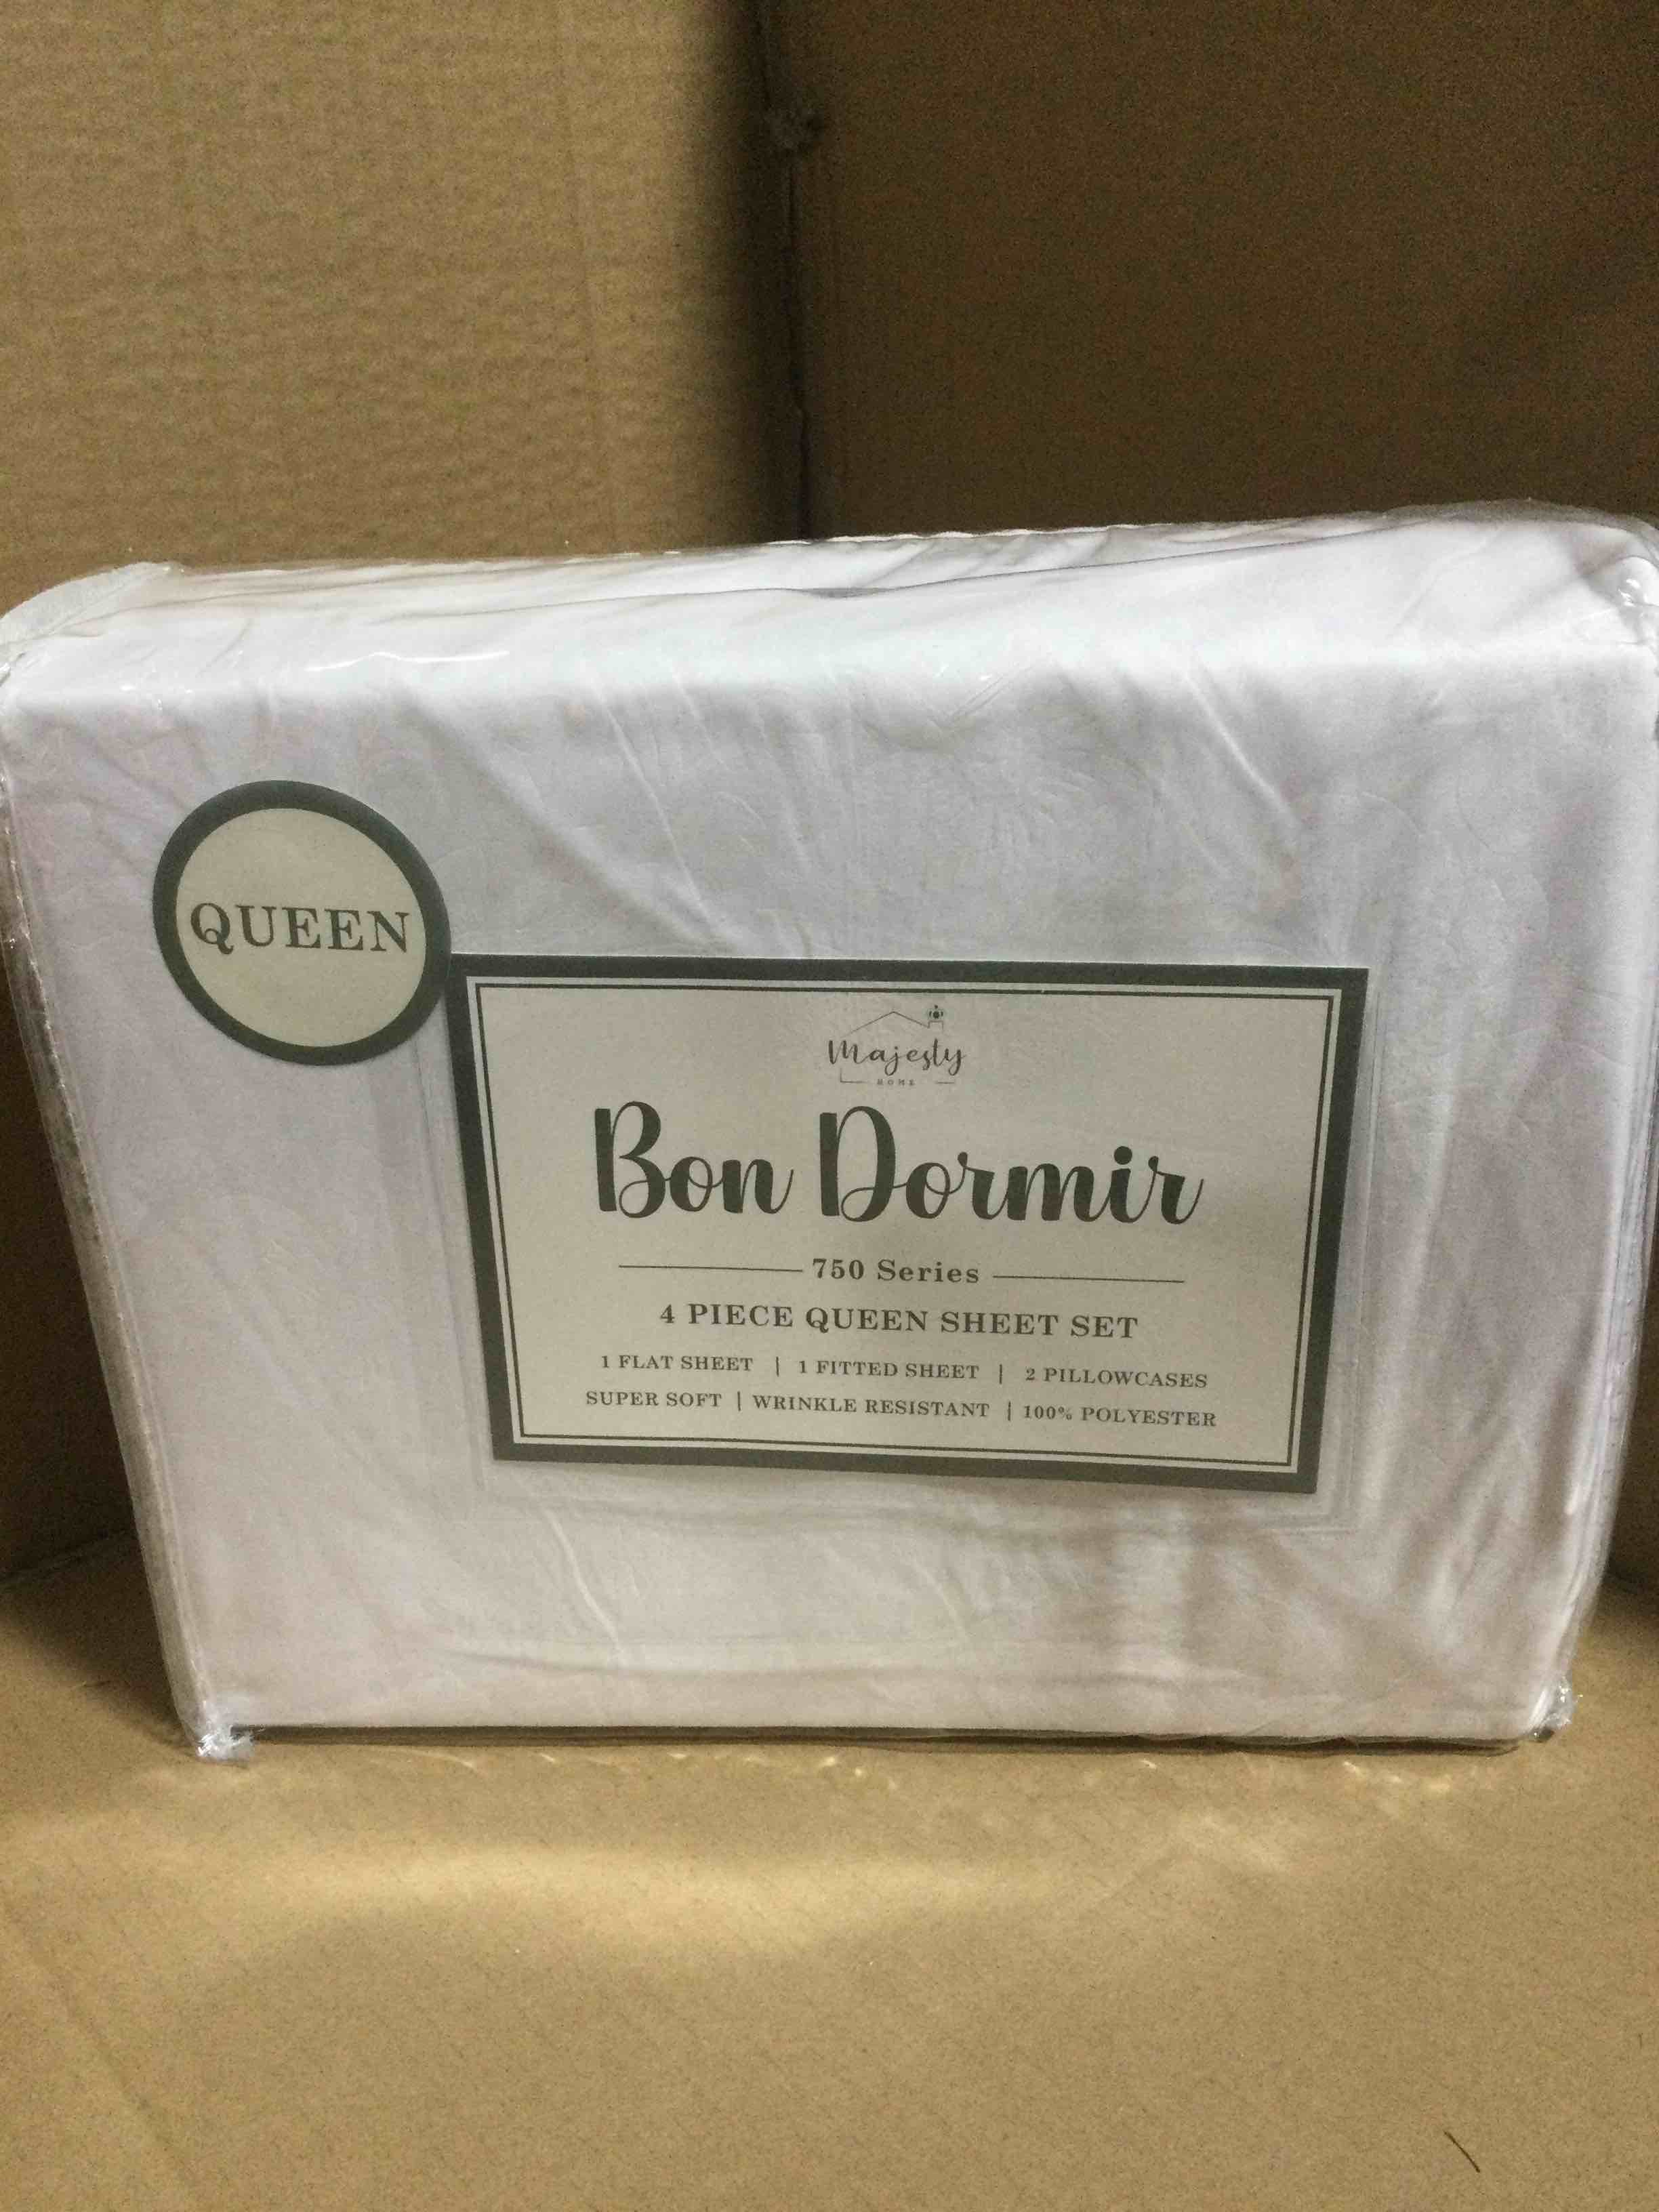 QUEEN
Majesty
HOME
Bon Dormir
750 Series
4 PIECE QUEEN SHEET SET
1 FLAT SHEET | 1 FITTED SHEET | 2 PILLOWCASES
SUPER SOFT | WRINKLE RESISTANT | 100% POLYESTER